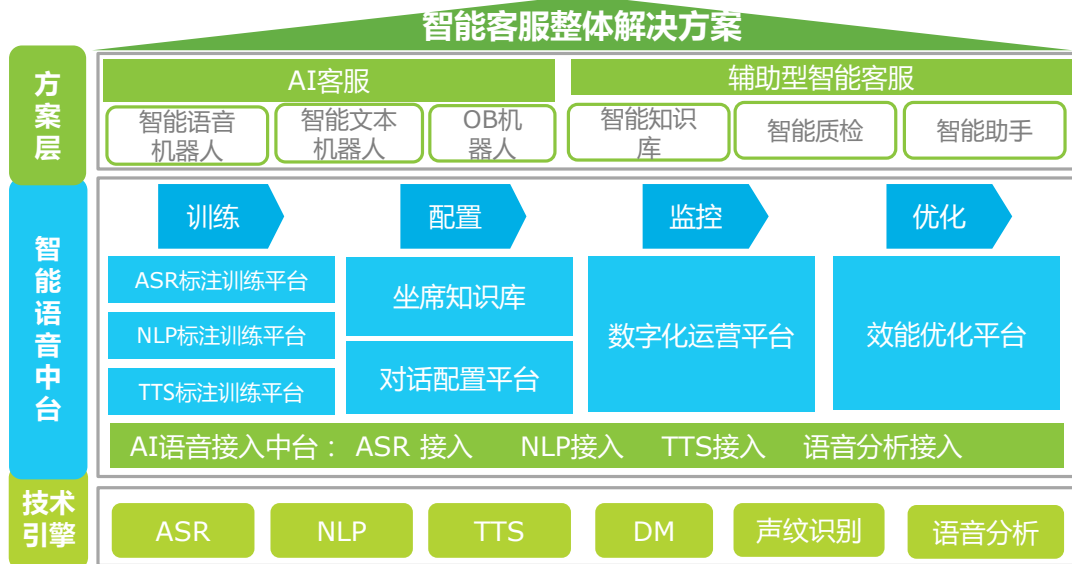 智能客服整体解决方案
方
案
层
AI客服
辅助型智能客服
智能语音
机器人
智能文本
机器人
OB机
器人
智能知识
库
智能质检
智能助手
智
能
语
音
中
台
训练
配置
监控
优化
ASR标注训练平台
NLP标注训练平台
TTS标注训练平台
坐席知识库
对话配置平台
数字化运营平台
效能优化平台
AI语音接入中台： ASR 接入 NLP接入 TTS接入 语音分析接入
技术
引擎
ASR
NLP
TTS
DM
声纹识别
语音分析